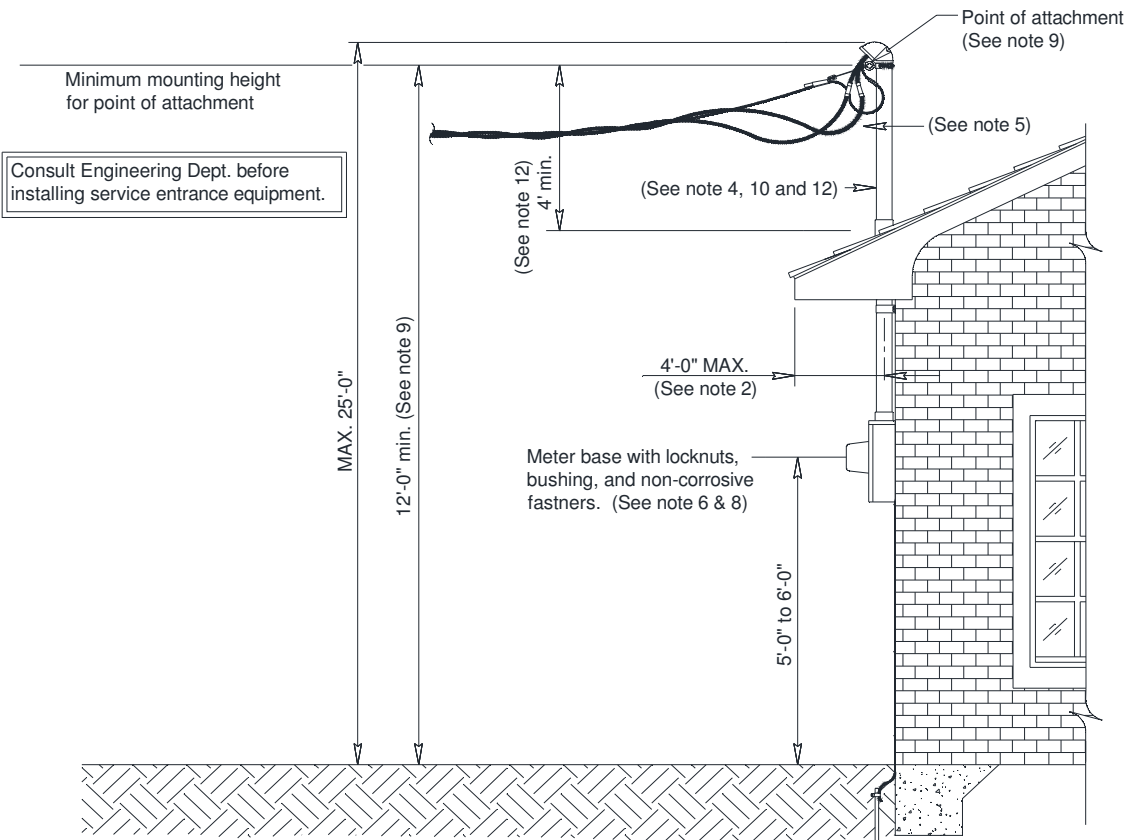 Point of attachment
(See note 9)
Minimum mounting height
for point of attachment
(See note 5)
Consult Engineering Dept. before
installing service entrance equipment.
(See note 12)
4' min.
(See note 4, 10 and 12)
MAX. 25'-0"
12'-0" min. (See note 9)
4'-0" MAX.
(See note 2)
Meter base with locknuts,
bushing, and non-corrosive
fastners. (See note 6 & 8)
5'-0" to 6'-0"